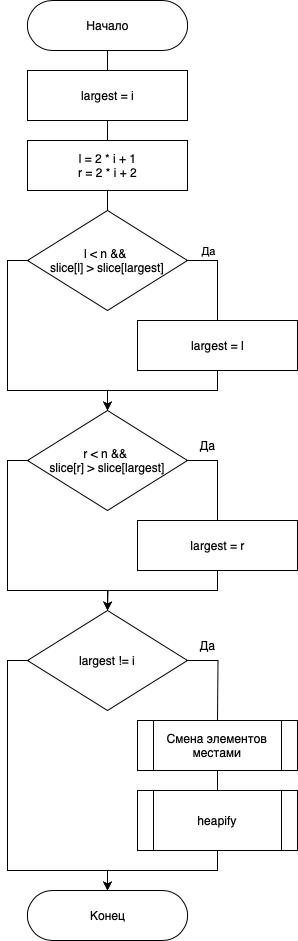 Начало
largest = i
l = 2 * i + 1
r = 2 * i + 2
l < n &&
slice[l] > slice[largest]
Да
largest = l
r < n &&
slice[r] > slice[largest]
Да
largest = r
largest != i
Да
Смена элементов
местами
heapify
Конец